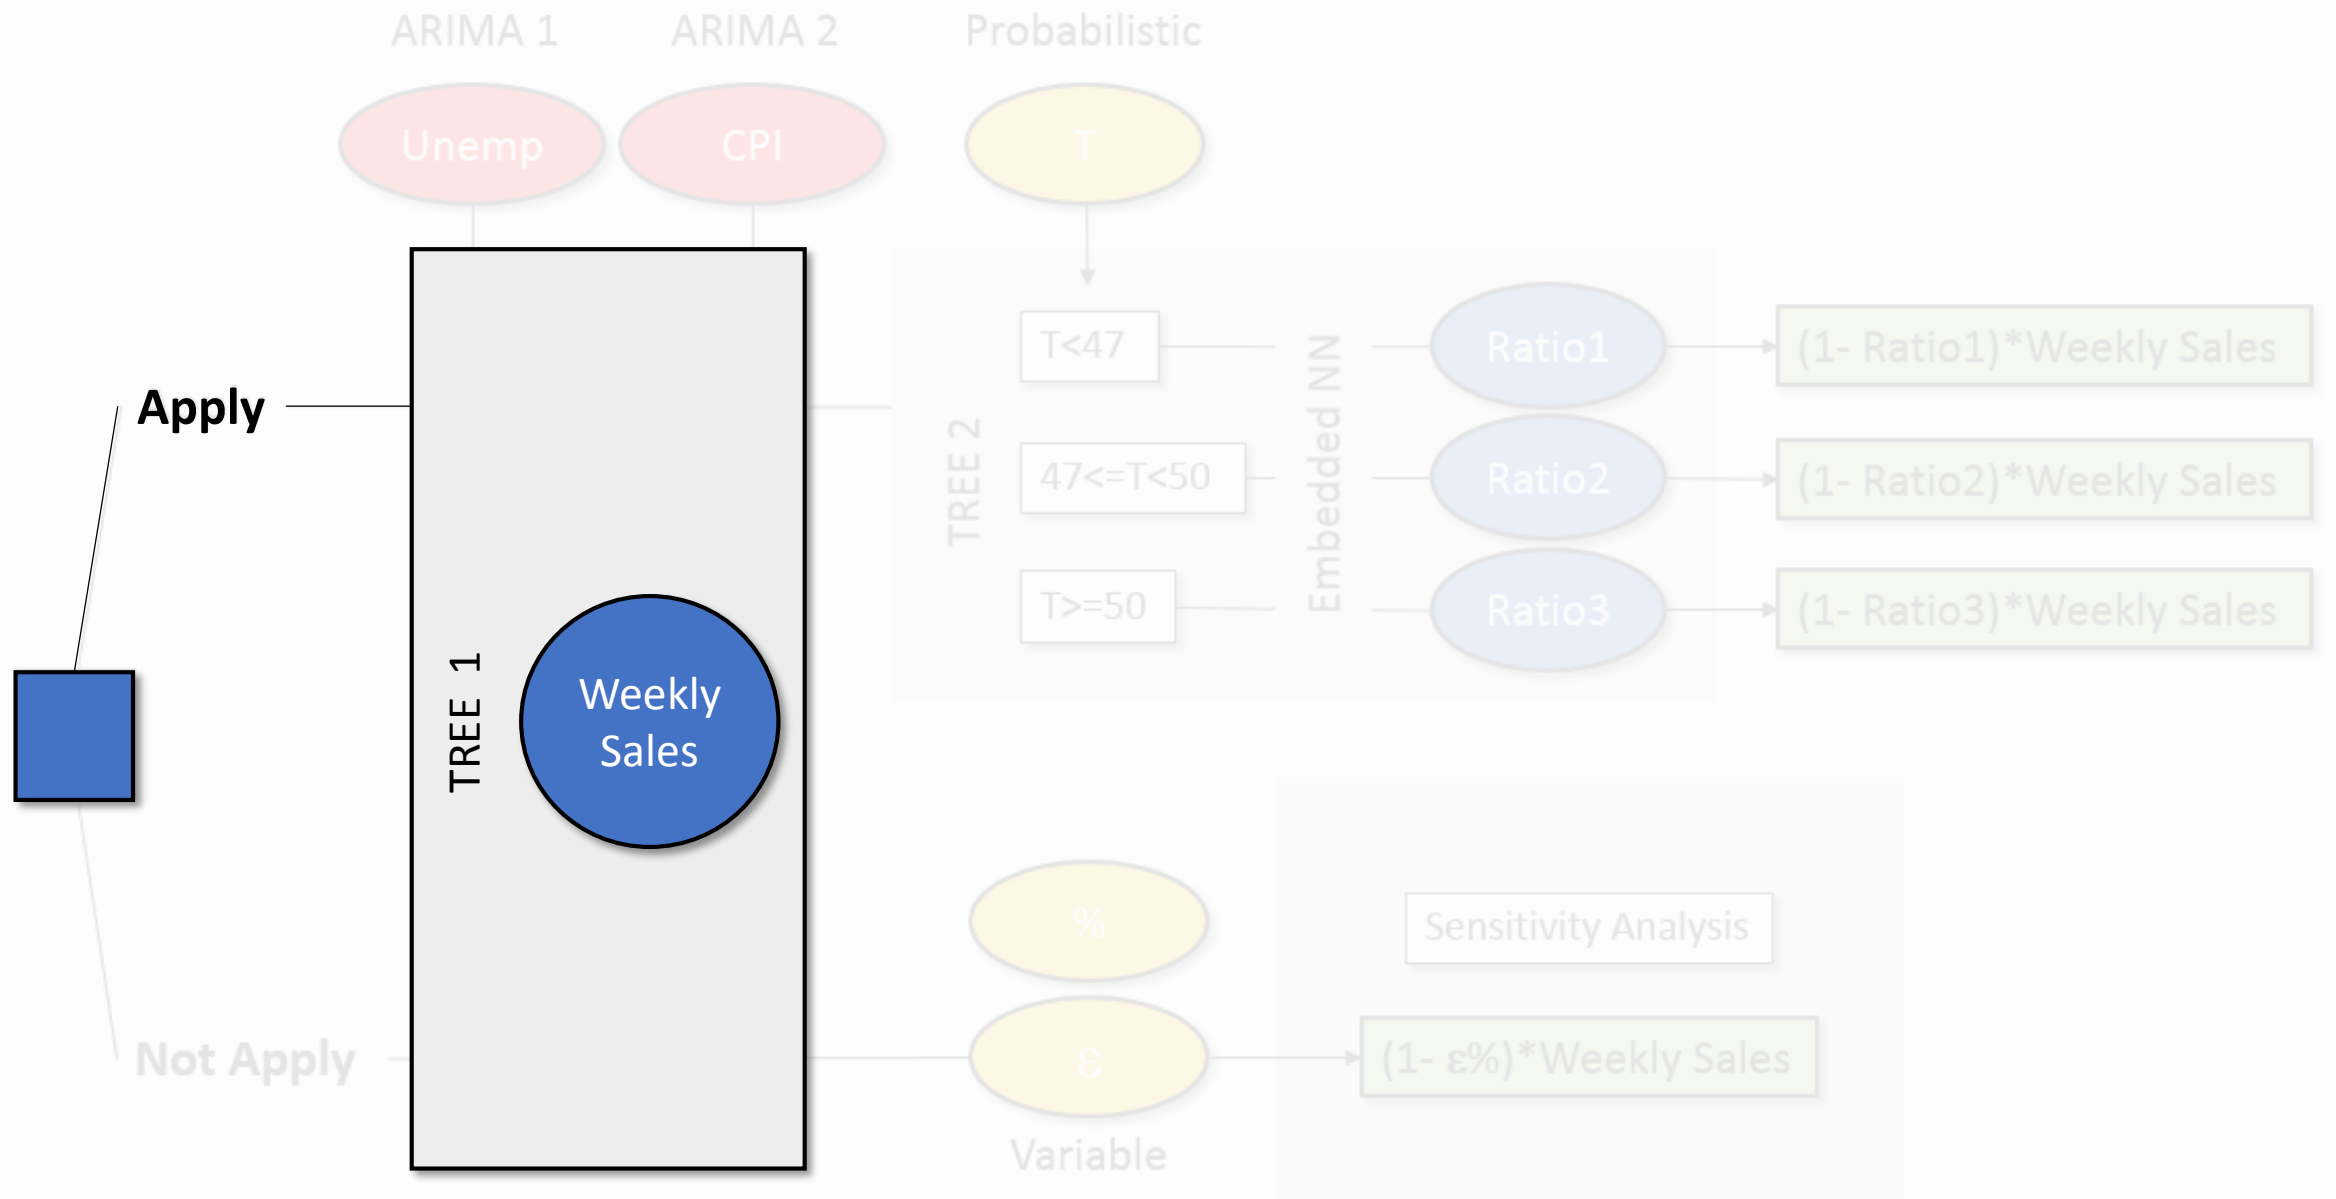 ARIMA 1
ARIMA 2
Probabilistic
Unemp
CPI
T
Apply
TREE 1
Weekly
Sales
TREE 2
T<47
47<=T<50
T>=50
Embedded NN
Ratio1
(1- Ratio1)*Weekly Sales
Ratio2
(1- Ratio2)*Weekly Sales
Ratio3
(1- Ratio3)*Weekly Sales
%
Sensitivity Analysis
Not Apply
ε
(1- ε%)*Weekly Sales
Variable